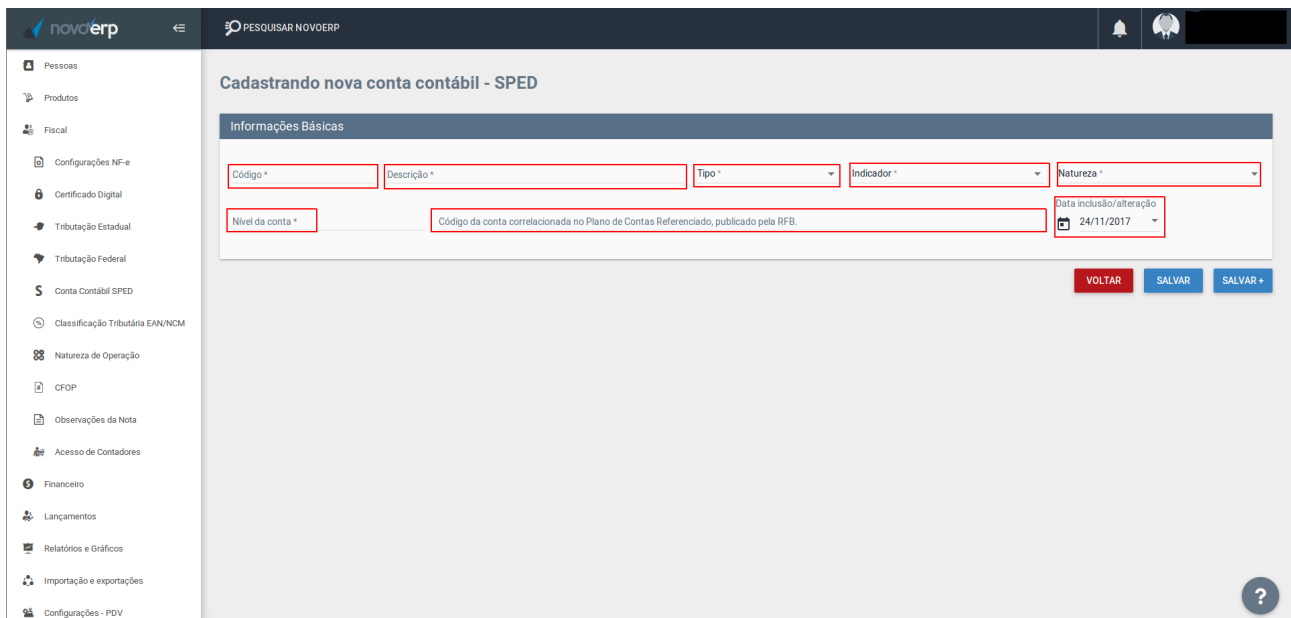 novoerp
PESQUISAR NOVOERP
Pessoas
Produtos
Fiscal
Configurações NF-e
Certificado Digital
Tributação Estadual
Tributação Federal
S Conta Contábil SPED
% Classificação Tributária EAN/NCM
Natureza de Operação
# CFOP
Observações da Nota
Acesso de Contadores
$ Financeiro
Lançamentos
Relatórios e Gráficos
Importação e exportações
Configurações - PDV
Cadastrando nova conta contábil - SPED
Informações Básicas
Código * Descrição * Tipo * Indicador * Natureza *
Data inclusão/alteração
Nível da conta * Código da conta correlacionada no Plano de Contas Referenciado, publicado pela RFB. 24/11/2017
VOLTAR SALVAR SALVAR +
?